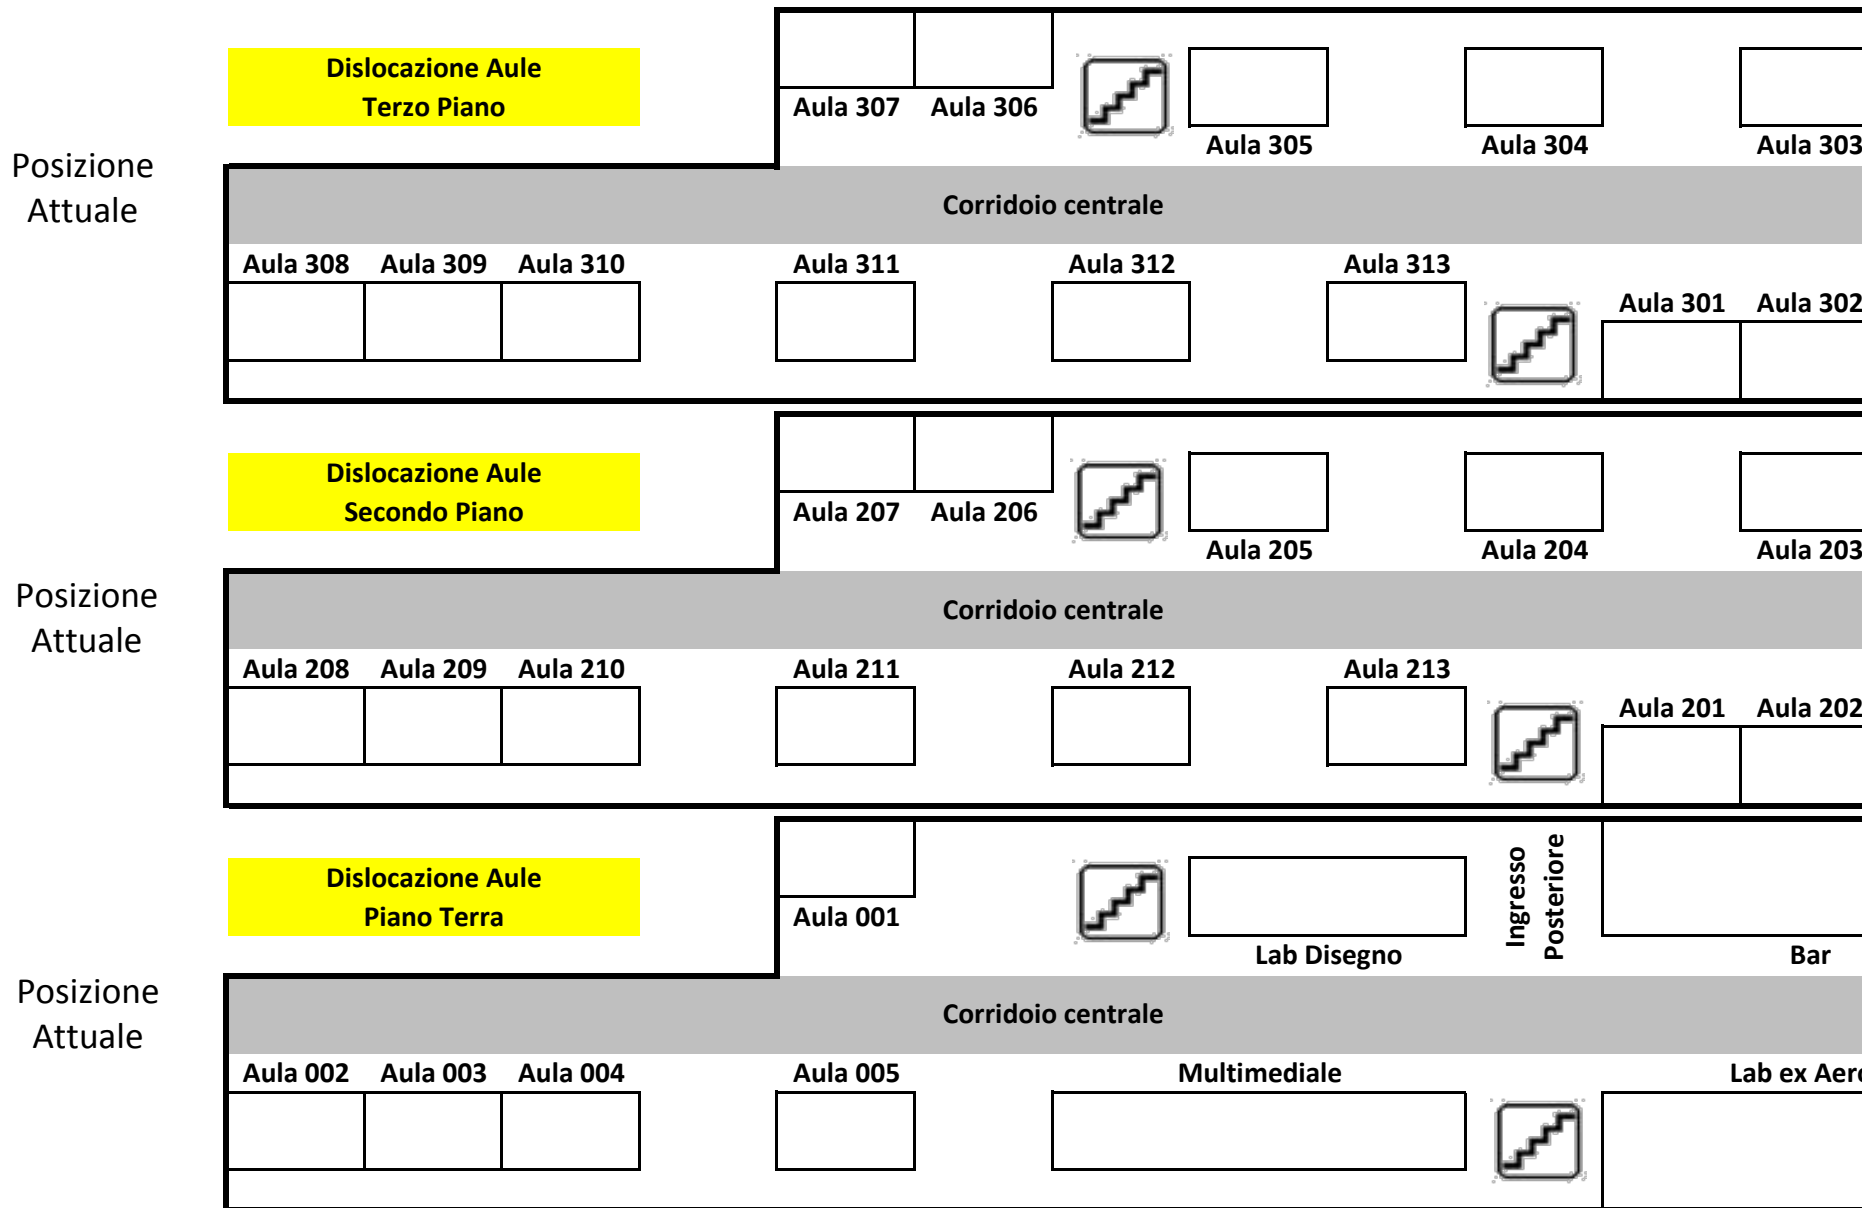 Dislocazione Aule
Terzo Piano
Aula 307 Aula 306
Aula 305 Aula 304 Aula 303
Posizione
Attuale
Corridoio centrale
Aula 308 Aula 309 Aula 310 Aula 311 Aula 312 Aula 313
Aula 301 Aula 302
Dislocazione Aule
Secondo Piano
Aula 207 Aula 206
Aula 205 Aula 204 Aula 203
Posizione
Attuale
Corridoio centrale
Aula 208 Aula 209 Aula 210 Aula 211 Aula 212 Aula 213
Aula 201 Aula 202
Dislocazione Aule
Piano Terra
Aula 001
Ingresso
Posteriore
Lab Disegno Bar
Posizione
Attuale
Corridoio centrale
Aula 002 Aula 003 Aula 004 Aula 005 Multimediale Lab ex Aero